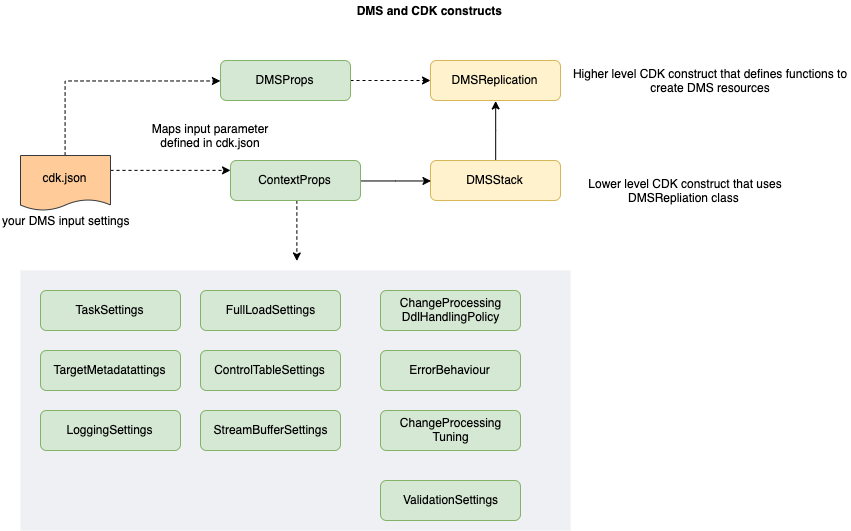 DMS and CDK constructs
DMSProps
DMSReplication
Higher level CDK construct that defines functions to
create DMS resources
Maps input parameter
defined in cdk.json
cdk.json
ContextProps
DMSStack
Lower level CDK construct that uses
DMSRepliation class
your DMS input settings
TaskSettings
FullLoadSettings
ChangeProcessing
DdlHandlingPolicy
TargetMetadatattings
ControlTableSettings
ErrorBehaviour
LoggingSettings
StreamBufferSettings
ChangeProcessing
Tuning
ValidationSettings